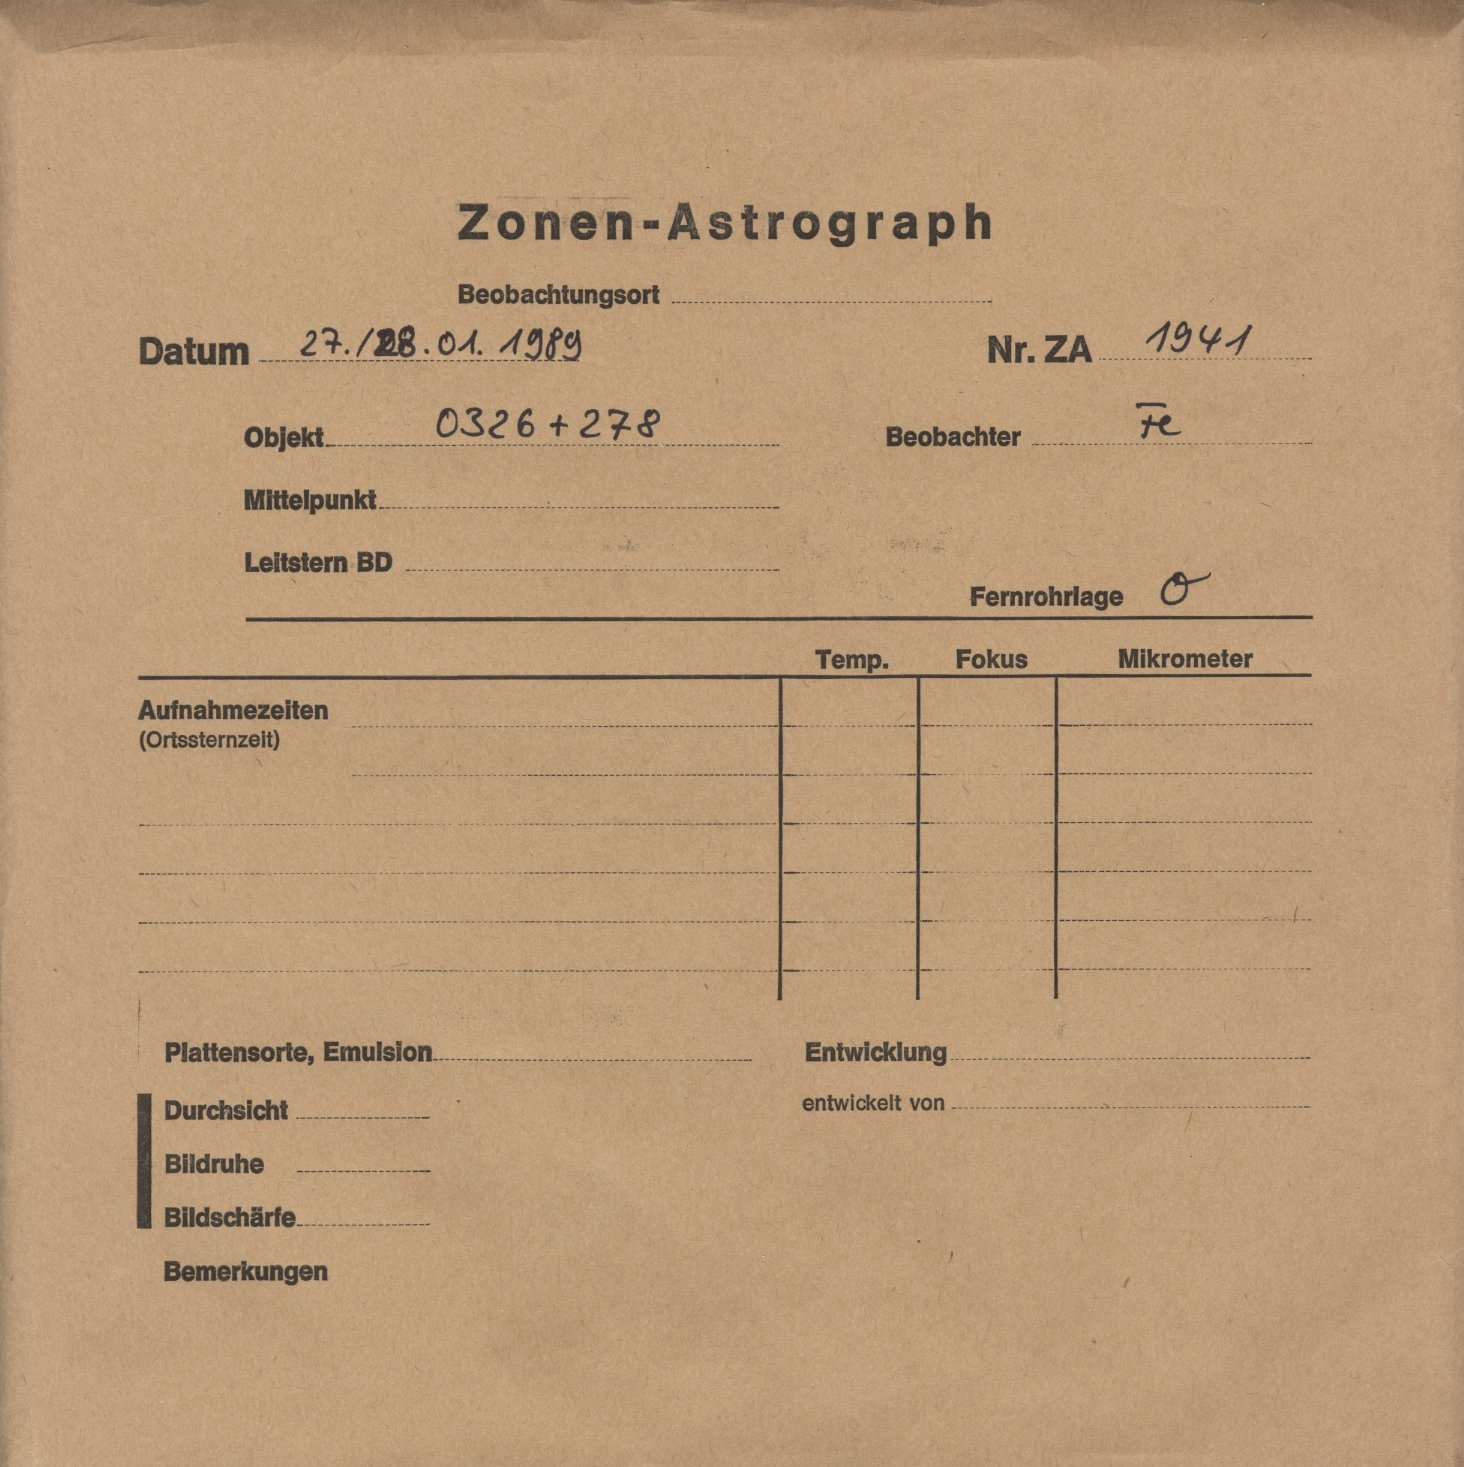 Zonen-Astrograph
Beobachtungsort
Datum 27./28.01.1989 Nr. ZA 1941
Objekt 0326+278 Beobachter Fe
Mittelpunkt
Leitstern BD
Fernrohrlage O
Temp. Fokus Mikrometer
Aufnahmezeiten
(Ortssternzeit)
Plattensorte, Emulsion Entwicklung
Durchsicht entwickelt von
Bildruhe
Bildschärfe
Bemerkungen